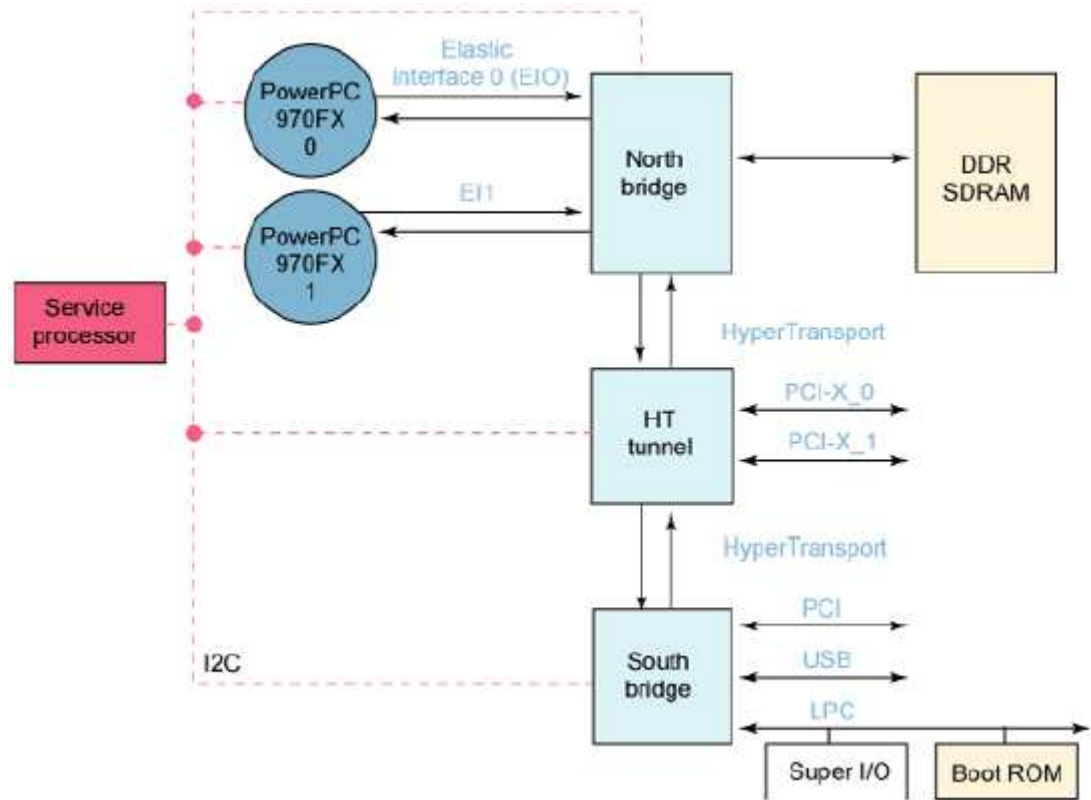 Elastic
Interface 0 (EIO)
PowerPC
970FX
0
North
bridge
DDR
SDRAM
EI1
PowerPC
970FX
1
Service
processor
HyperTransport
HT
tunnel
PCI-X_0
PCI-X_1
HyperTransport
PCI
South
bridge
USB
I2C
LPC
Super I/O
Boot ROM